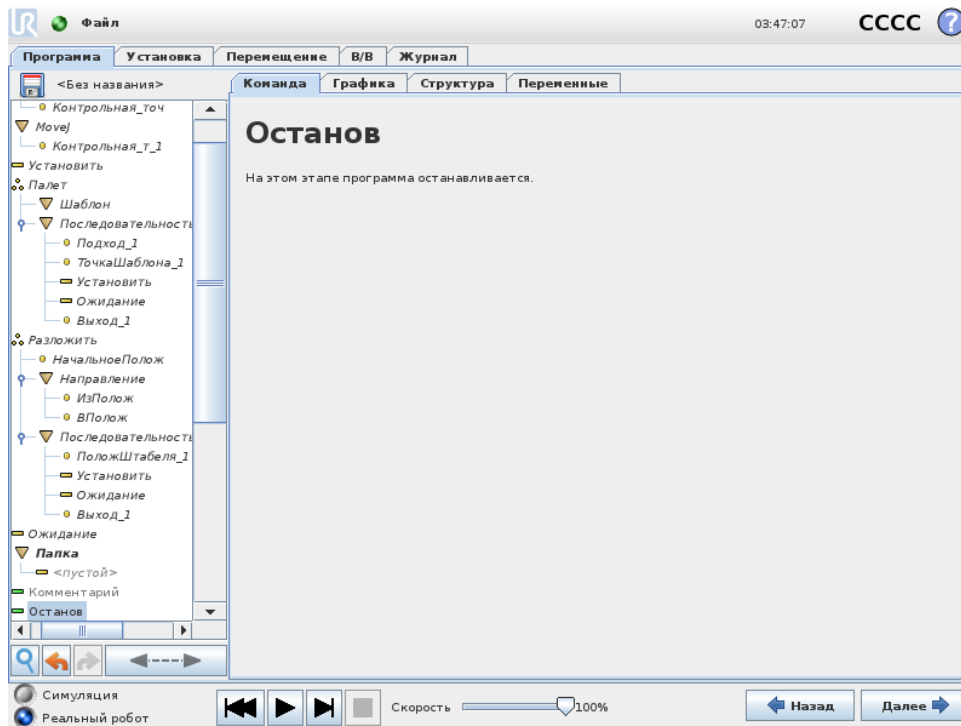 UR Файл 03:47:07 CCCC ?
Программа Установка Перемещение В/В Журнал
<Без названия>
Команда Графика Структура Переменные
Контрольная_точ
MoveJ
Контрольная_т_1
Установить
Палет
Шаблон
Последовательность
Подход_1
ТочкаШаблона_1
Установить
Ожидание
Выход_1
Разложить
НачальноеПолож
Направление
ИзПолож
ВПолож
Последовательность
ПоложШтабеля_1
Установить
Ожидание
Выход_1
Ожидание
Папка
<пустой>
Комментарий
Останов
Останов
На этом этапе программа останавливается.
Симуляция
Реальный робот
Скорость 100%
Назад Далее